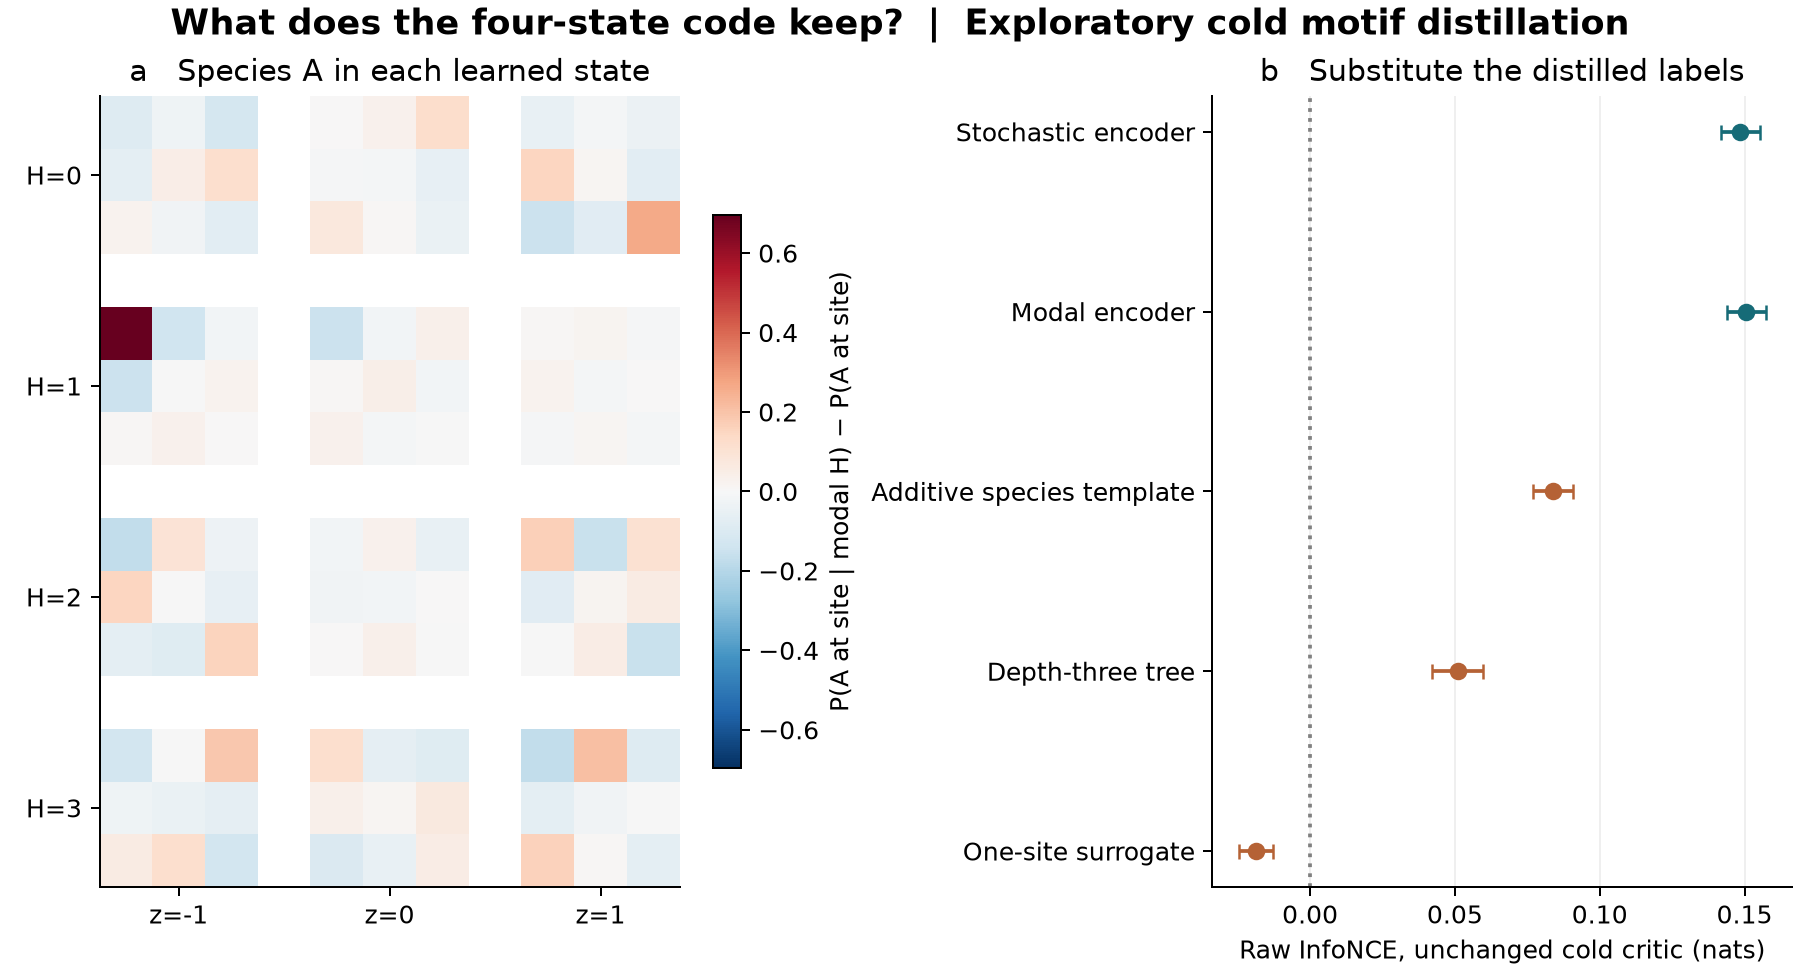 What does the four-state code keep? | Exploratory cold motif distillation
a Species A in each learned state
H=0
H=1
H=2
H=3
z=-1
z=0
z=1
0.6
0.4
0.2
0.0
−0.2
−0.4
−0.6
P(A at site | modal H) − P(A at site)
b Substitute the distilled labels
Stochastic encoder
Modal encoder
Additive species template
Depth-three tree
One-site surrogate
0.00
0.05
0.10
0.15
Raw InfoNCE, unchanged cold critic (nats)